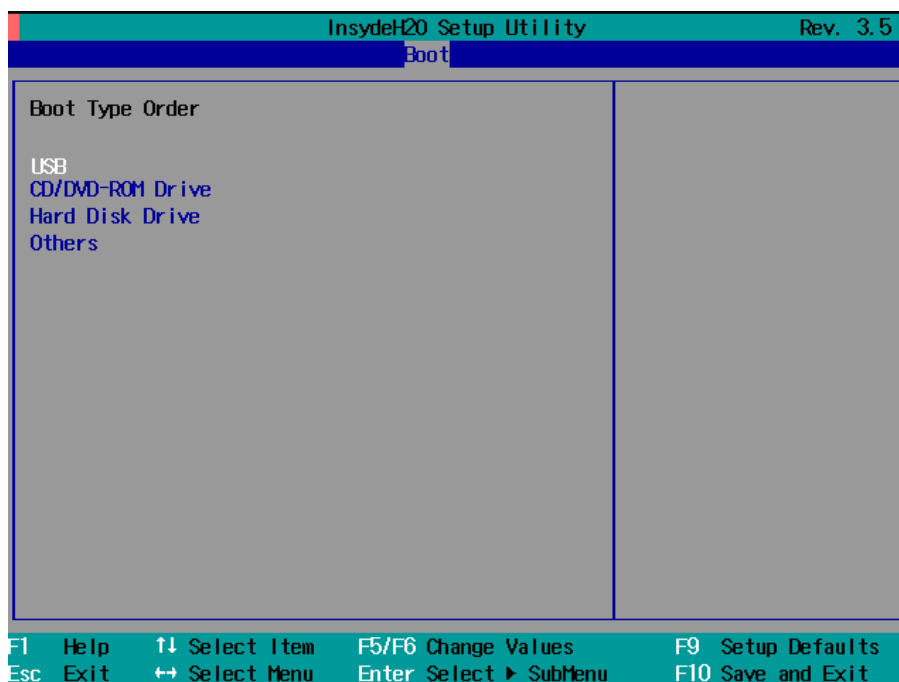 InsydeH2O Setup Utility Rev. 3.5
Boot
Boot Type Order
USB
CD/DVD-ROM Drive
Hard Disk Drive
Others
F1 Help ↑↓ Select Item F5/F6 Change Values F9 Setup Defaults
Esc Exit ↔ Select Menu Enter Select ▶ SubMenu F10 Save and Exit